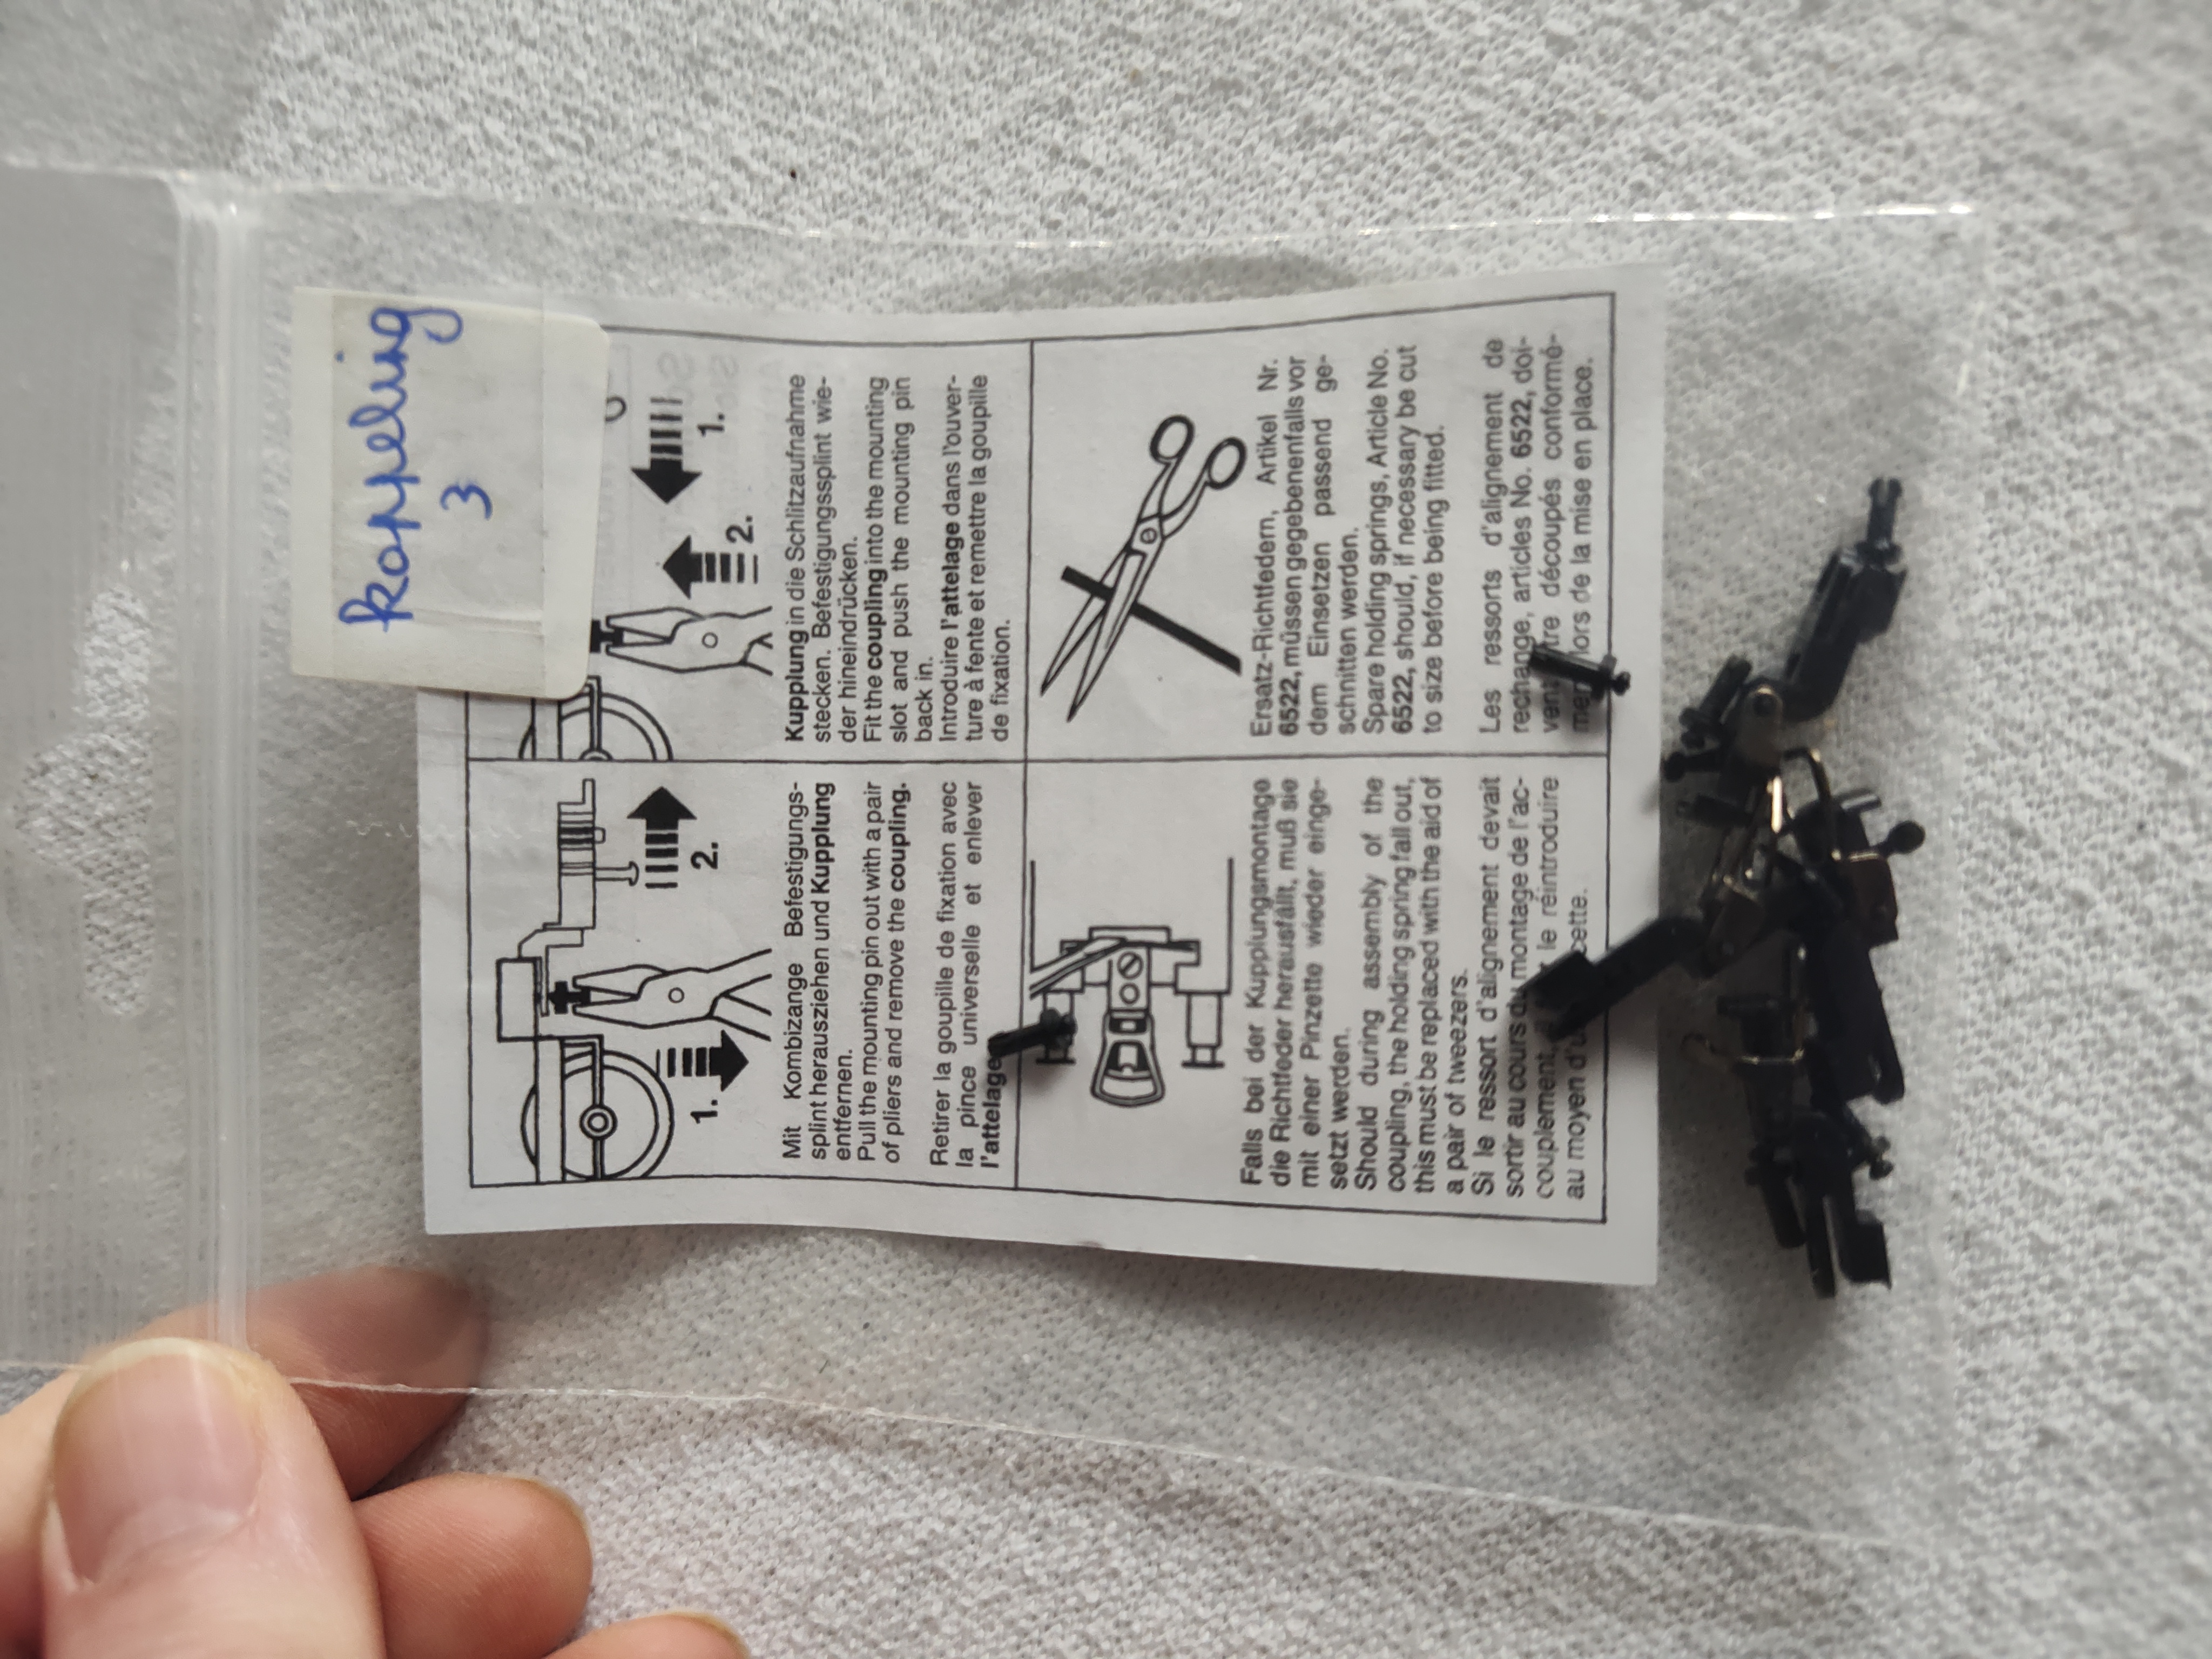 koppeling
3
1.
2.
Mit Kombizange Befestigungs-
splint herausziehen und Kupplung
entfernen.
Pull the mounting pin out with a pair
of pliers and remove the coupling.
Retirer la goupille de fixation avec
la pince universelle et enlever
l'attelage
2.
1.
Kupplung in die Schlitzaufnahme
stecken. Befestigungssplint wie-
der hineindrücken.
Fit the coupling into the mounting
slot and push the mounting pin
back in.
Introduire l'attelage dans l'ouver-
ture à fente et remettre la goupille
de fixation.
Falls bei der Kupplungsmontage
die Richtfeder herausfällt, muß sie
mit einer Pinzette wieder einge-
setzt werden.
Should during assembly of the
coupling, the holding spring fall out,
this must be replaced with the aid of
a pair of tweezers.
Si le ressort d'alignement devait
sortir au cours du montage de l'ac-
couplement, le réintroduire
au moyen
Ersatz-Richtfedern, Artikel Nr.
6522, müssen gegebenenfalls vor
dem Einsetzen passend ge-
schnitten werden.
Spare holding springs, Article No.
6522, should, if necessary be cut
to size before being fitted.
Les ressorts d'alignement de
rechange, articles No. 6522, doi-
découpés conformé-
lors de la mise en place.